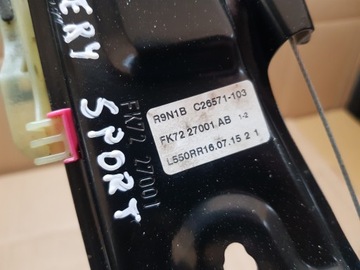 ERY
SPORT
FK72 27001
R9N1B C26571-103
FK72 27001 AB 1-2
L550RR16.07.15 2 1